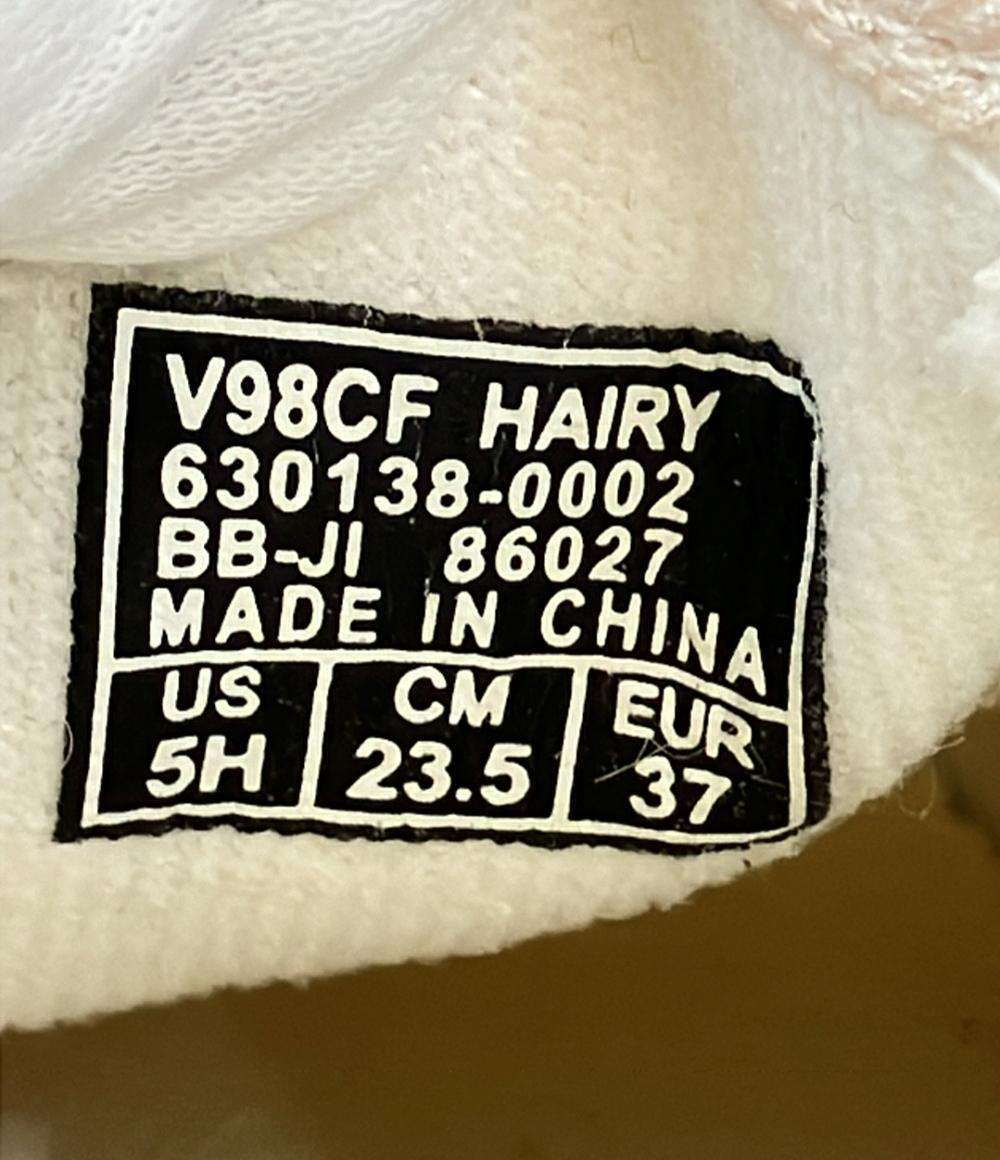 V98CF HAIRY
630138-0002
BB-JI 86027
MADE IN CHINA
US CM EUR
5H 23.5 37